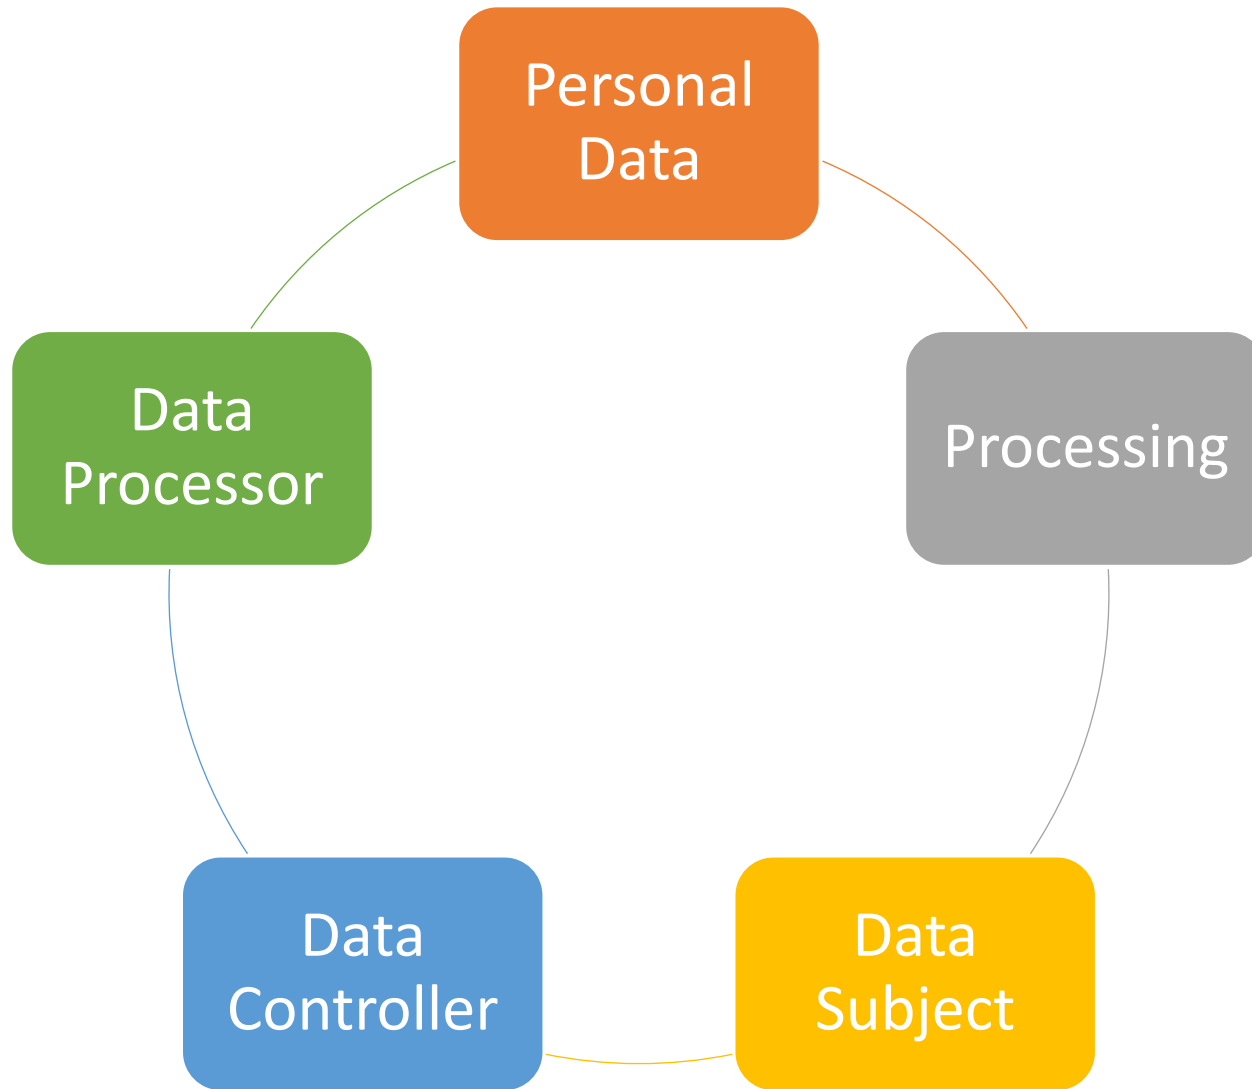 Personal
Data
Processing
Data
Subject
Data
Controller
Data
Processor